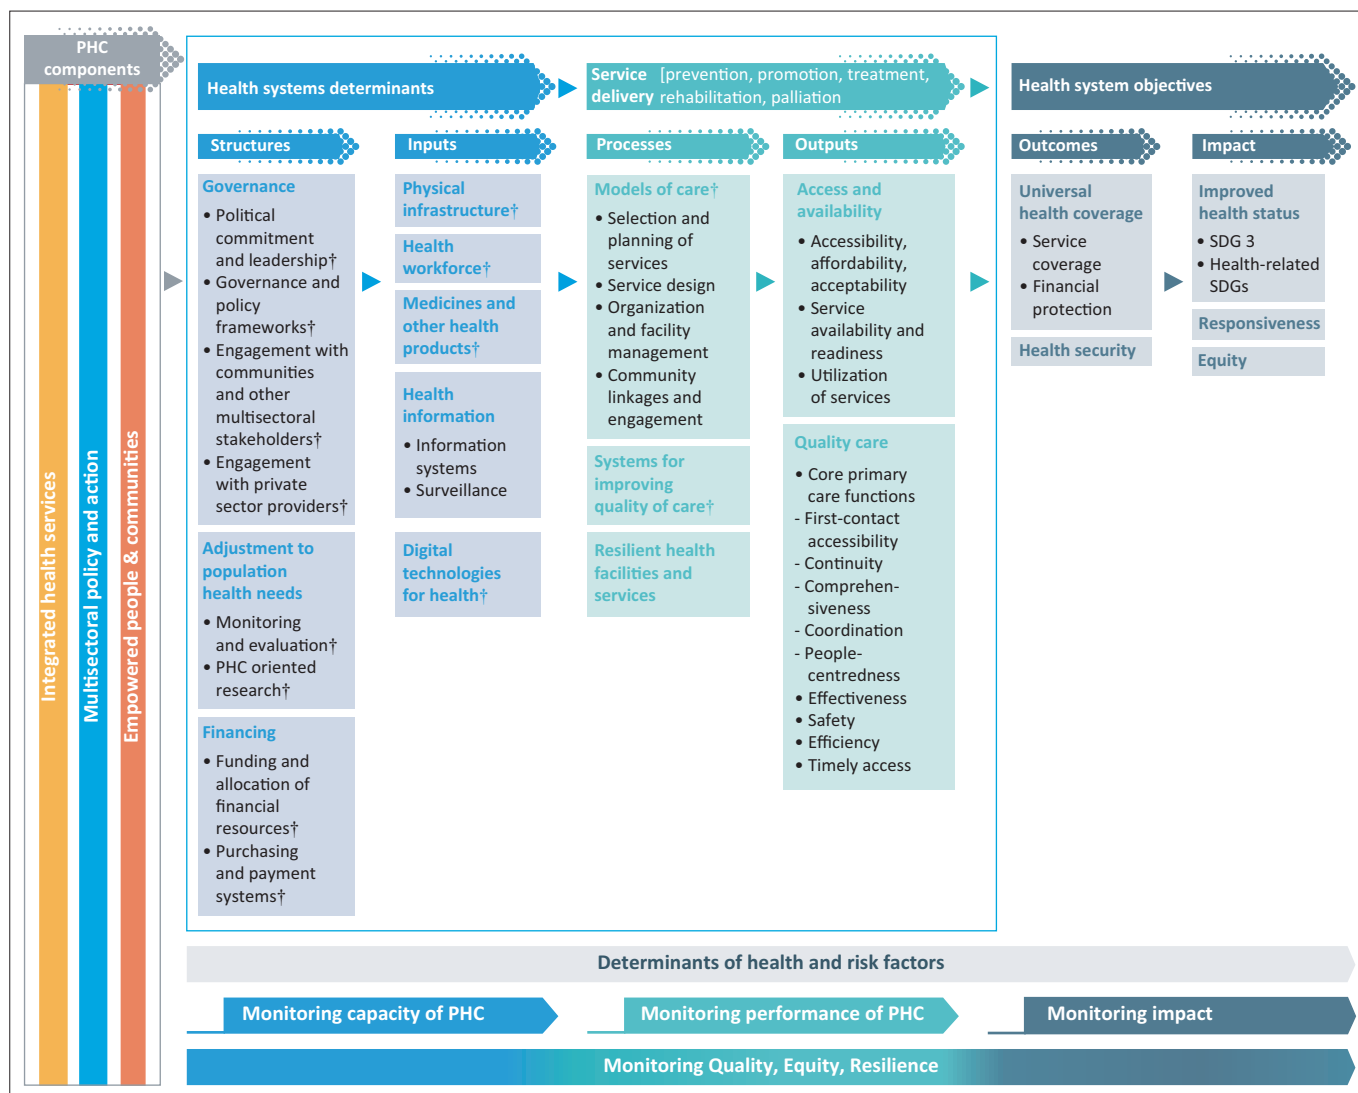 PHC
components
Integrated health services
Multisectoral policy and action
Empowered people & communities
Health systems determinants
Service [prevention, promotion, treatment,
delivery rehabilitation, palliation
Health system objectives
Structures
Governance
• Political
commitment
and leadership†
• Governance and
policy
frameworks†
• Engagement with
communities
and other
multisectoral
stakeholders†
• Engagement with
with private
sector providers†
Adjustment to
population
health needs
• Monitoring
and evaluation†
• PHC oriented
research†
Financing
• Funding and
allocation of
financial
resources†
• Purchasing
and payment
systems†
Inputs
Physical
infrastructure†
Health
workforce†
Medicines and
other health
products†
Health
information
• Information
systems
• Surveillance
Digital
technologies
for health†
Processes
Models of care†
• Selection and
planning of
services
• Service design
• Organization
and facility
management
• Community
linkages and
engagement
Systems for
improving
quality of care†
Resilient health
facilities and
services
Outputs
Access and
availability
• Accessibility,
affordability,
acceptability
• Service
availability and
readiness
• Utilization
of services
Quality care
• Core primary
care functions
- First-contact
accessibility
- Continuity
- Comprehen-
siveness
- Coordination
- People-
centredness
• Effectiveness
• Safety
• Efficiency
• Timely access
Outcomes
Universal
health coverage
• Service
coverage
• Financial
protection
Health security
Impact
Improved
health status
• SDG 3
• Health-related
SDGs
Responsiveness
Equity
Determinants of health and risk factors
Monitoring capacity of PHC
Monitoring performance of PHC
Monitoring impact
Monitoring Quality, Equity, Resilience